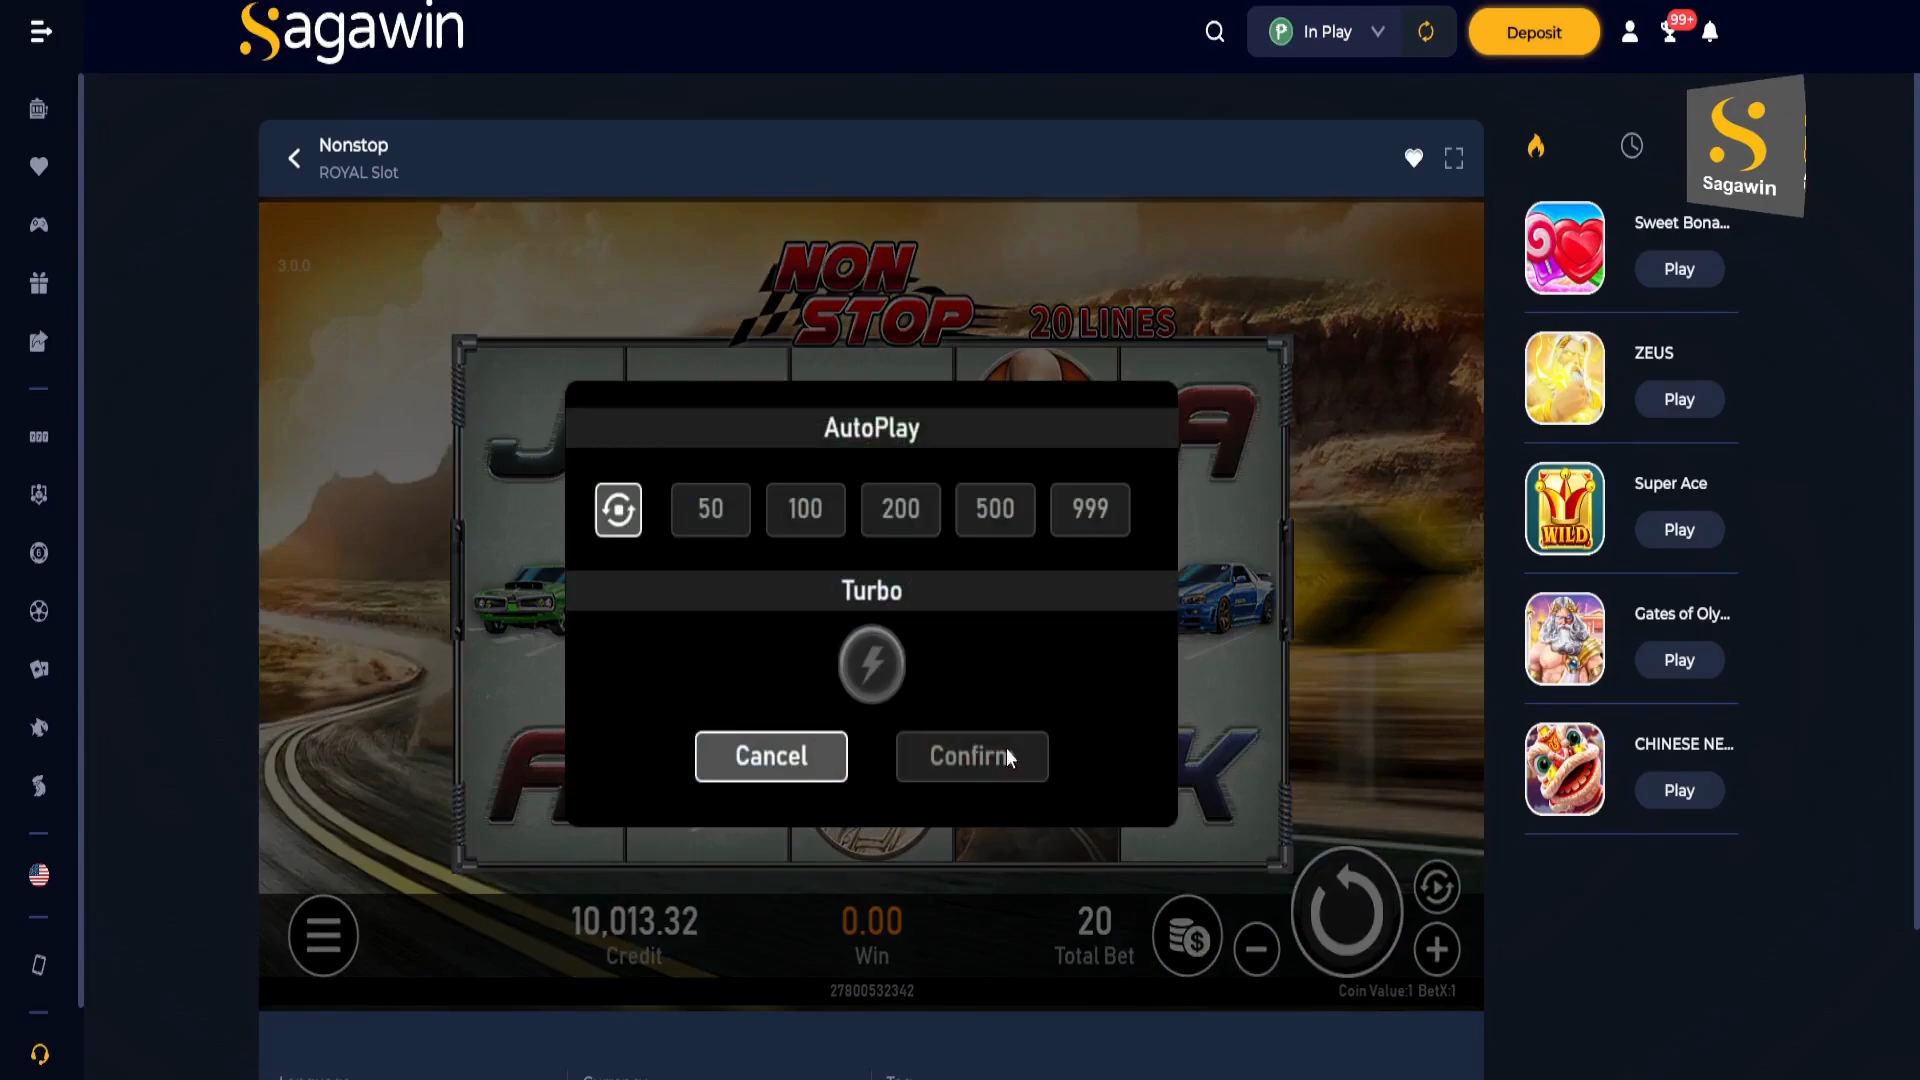 Sagawin
In Play
Deposit
99+
Nonstop
ROYAL Slot
Sagawin
3.0.0
NON
STOP
20 LINES
J
A
A
K
AutoPlay
50
100
200
500
999
Turbo
Cancel
Confirm
10,013.32
Credit
0.00
Win
20
Total Bet
27800532342
Coin Value:1 BetX:1
Sweet Bona...
Play
ZEUS
Play
WILD
Super Ace
Play
Gates of Oly...
Play
CHINESE NE...
Play